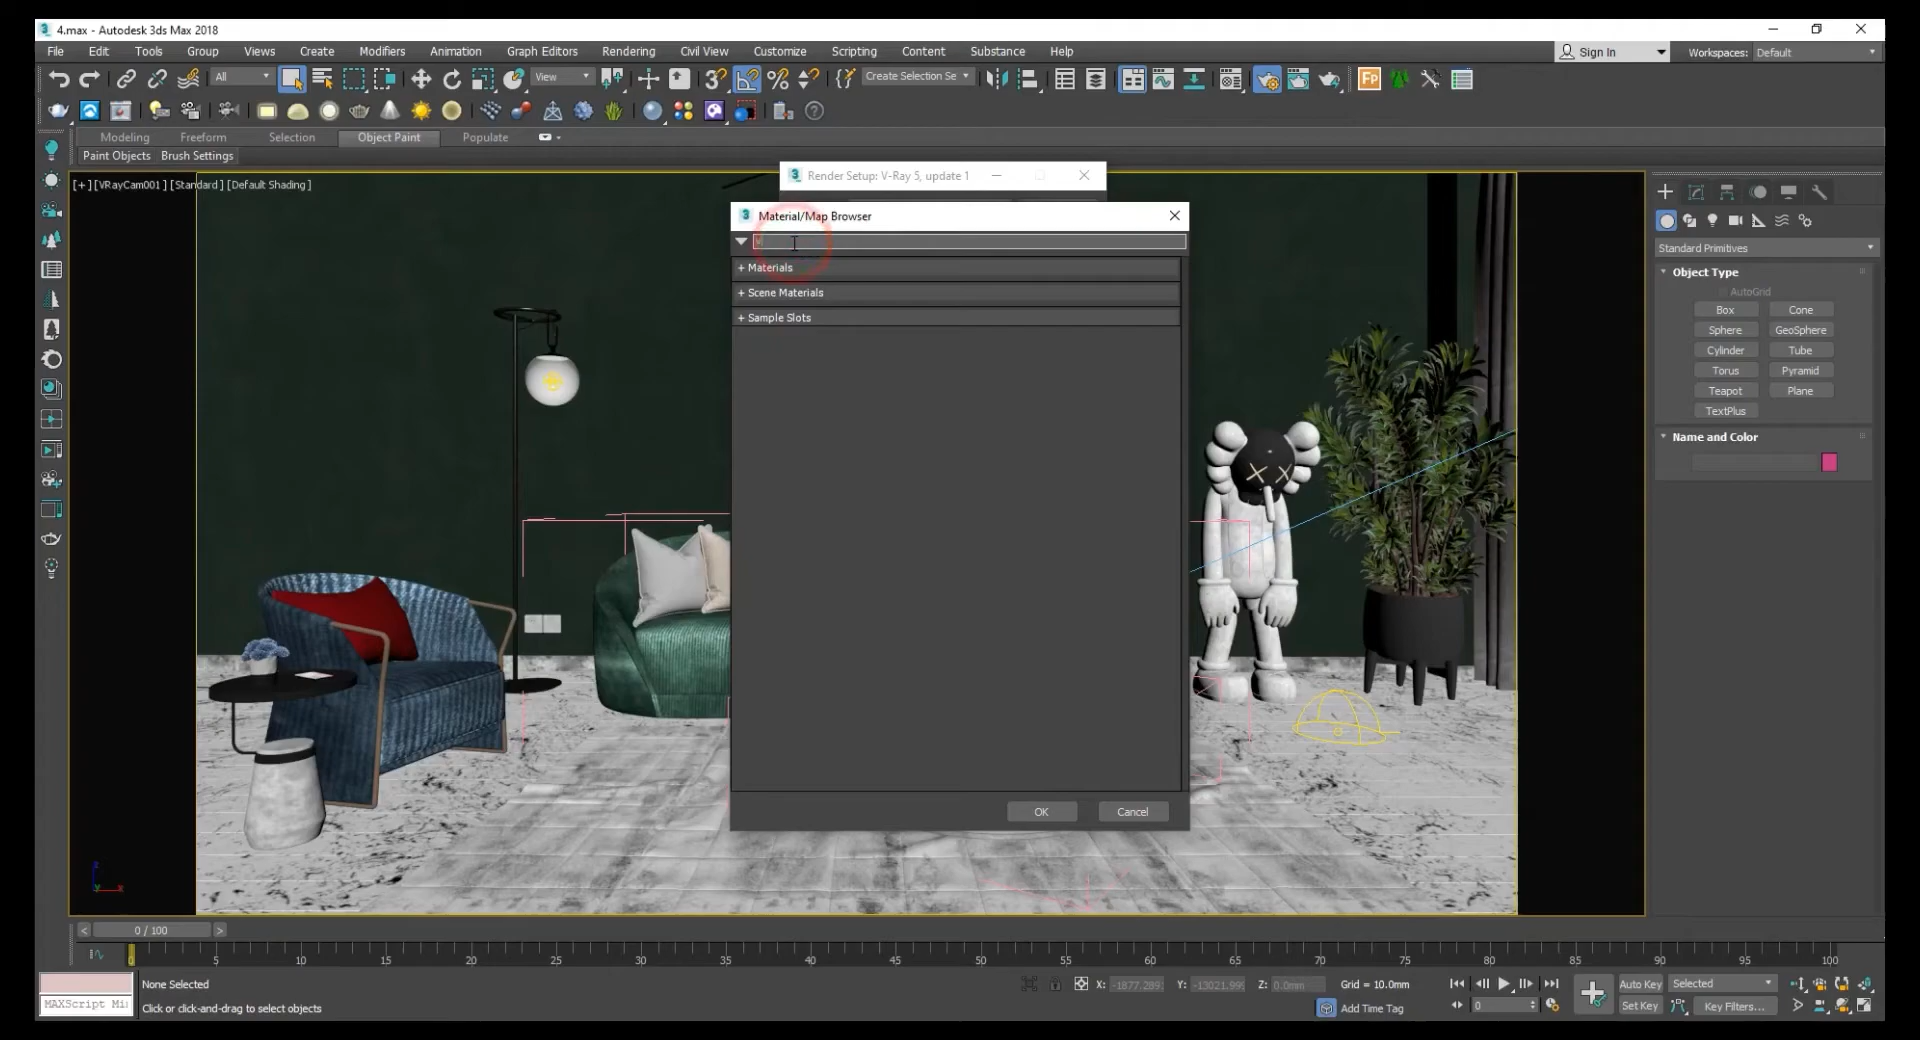 4.max - Autodesk 3ds Max 2018
File Edit Tools Group Views Create Modifiers Animation Graph Editors Rendering Civil View Customize Scripting Content Substance Help
Sign In Workspaces: Default
All View Create Selection Se
Modeling Freeform Selection Object Paint Populate
Paint Objects Brush Settings
[+] [VRayCam001] [Standard] [Default Shading]
Render Setup: V-Ray 5, update 1
Material/Map Browser
+ Materials
+ Scene Materials
+ Sample Slots
OK Cancel
Standard Primitives
Object Type
AutoGrid
Box Cone
Sphere GeoSphere
Cylinder Tube
Torus Pyramid
Teapot Plane
TextPlus
Name and Color
< 0 / 100 >
0 5 10 15 20 25 30 35 40 45 50 55 60 65 70 75 80 85 90 95 100
None Selected
X: -1877.289 Y: -13021.99 Z: 0.0mm Grid = 10.0mm
Auto Key Selected
MAXScript Mi
Click or click-and-drag to select objects
Add Time Tag
0
Set Key Key Filters...